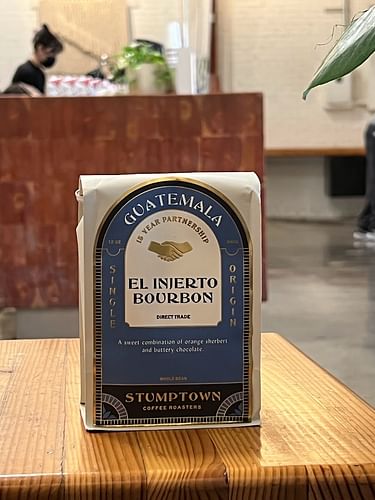 GUATEMALA
15 YEAR PARTNERSHIP
12 OZ
EL INJERTO
BOURBON
DIRECT TRADE
SINGLE
ORIGIN
A sweet combination of orange sherbert
and buttery chocolate.
WHOLE BEAN
STUMPTOWN
COFFEE ROASTERS